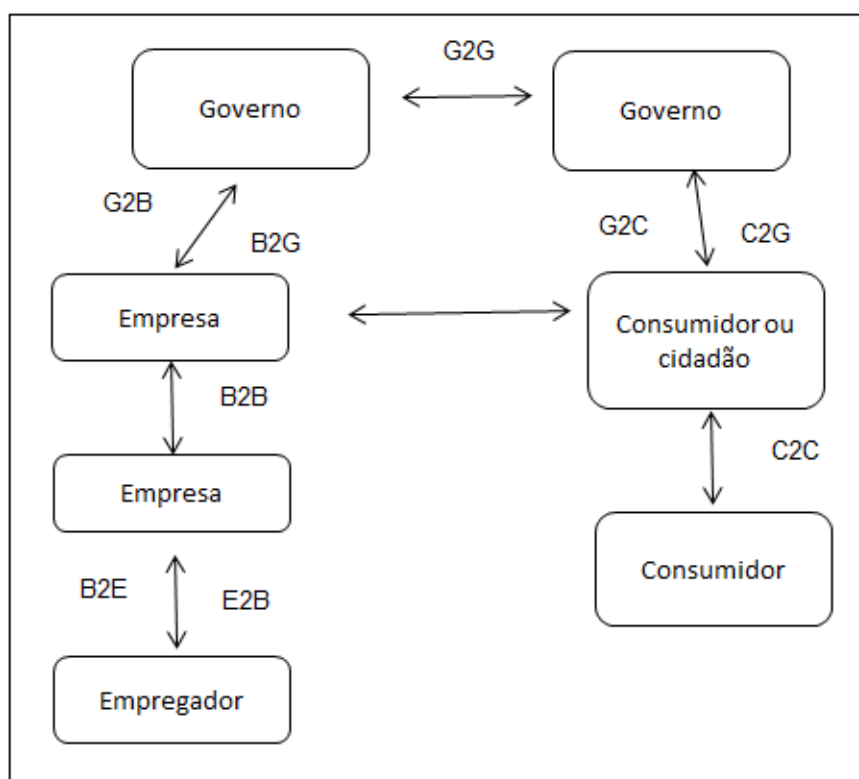 G2G
Governo
Governo
G2B
B2G
G2C
C2G
Empresa
Consumidor ou
cidadão
B2B
C2C
Empresa
Consumidor
B2E
E2B
Empregador